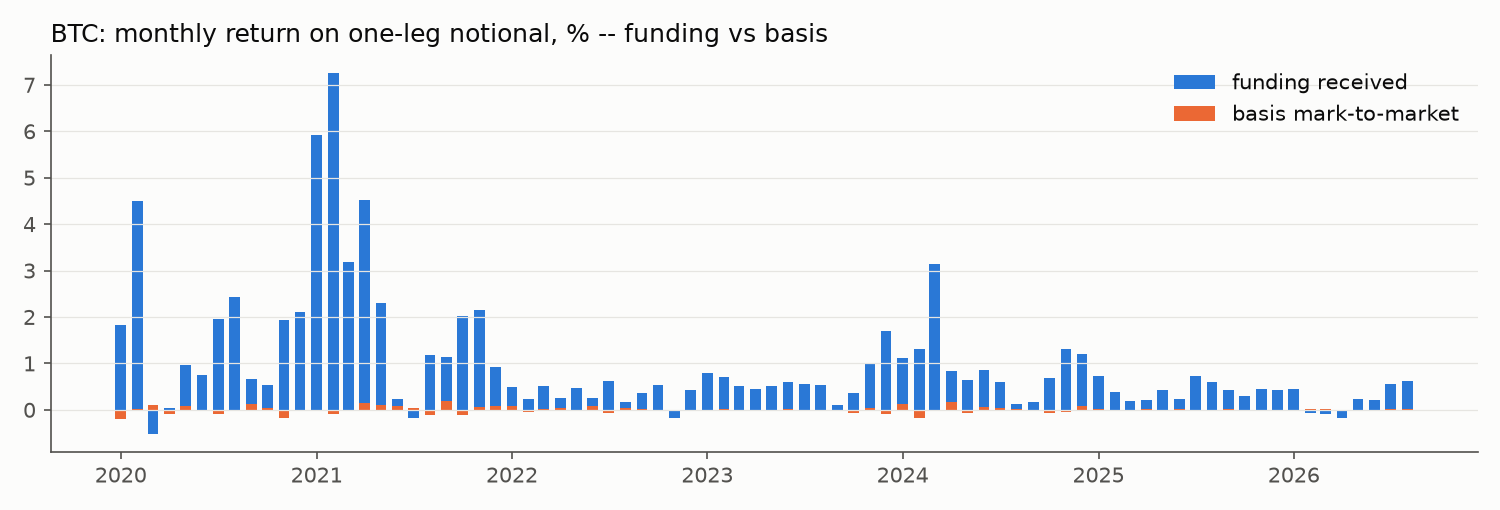 BTC: monthly return on one-leg notional, % -- funding vs basis
funding received
basis mark-to-market
7
6
5
4
3
2
1
0
2020 2021 2022 2023 2024 2025 2026